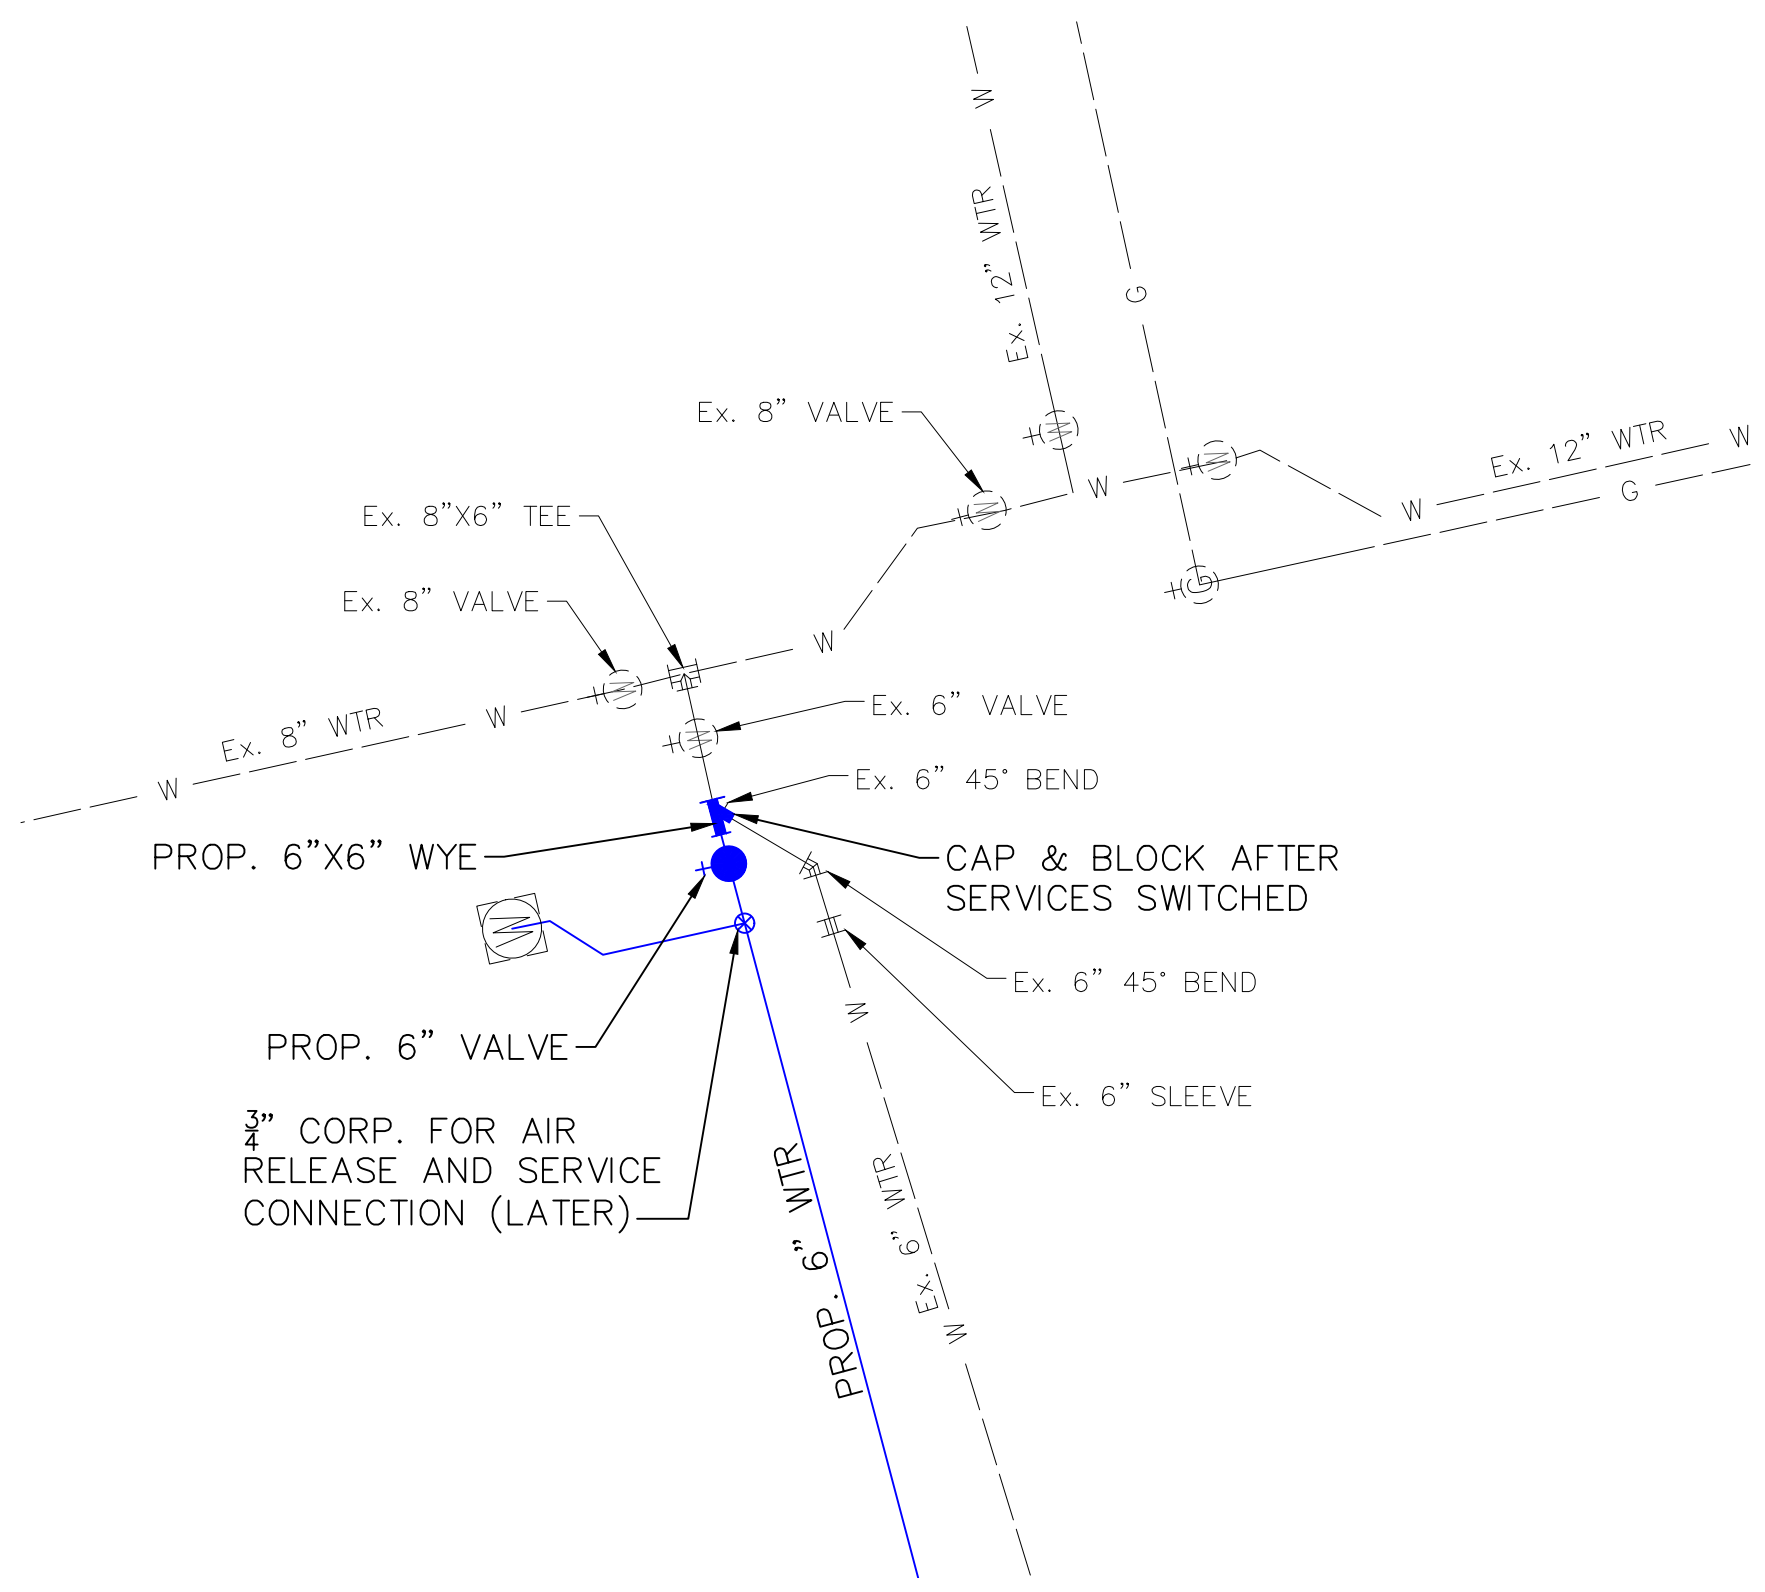 W
Ex. 12” WTR
G
Ex. 8” VALVE
W
W
W
Ex. 12” WTR
W
W
W
G
G
Ex. 8”X6” TEE
Ex. 8” VALVE
W
W
Ex. 8” WTR
W
W
Ex. 6” VALVE
W
Ex. 6” 45° BEND
PROP. 6”X6” WYE
CAP & BLOCK AFTER
SERVICES SWITCHED
W
Ex. 6” 45° BEND
W
PROP. 6” VALVE
Ex. 6” SLEEVE
¾” CORP. FOR AIR
RELEASE AND SERVICE
CONNECTION (LATER)
PROP. 6” WTR
Ex. 6” WTR
W